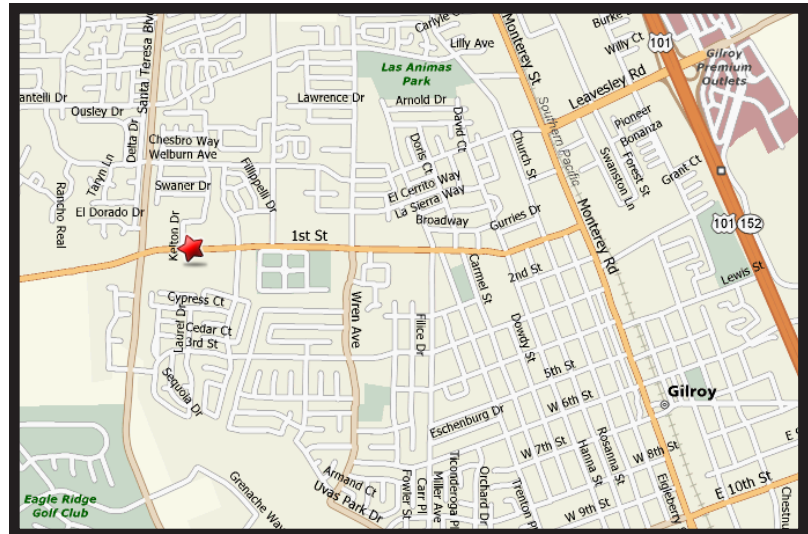 Carlyle Ct
Lilly Ave
Monterey St
Burke
Willy Ct
101
Gilroy
Premium
Outlets
Las Animas
Park
Leavesley Rd
Santa Teresa Blvd
antelli Dr
Ousley Dr
Lawrence Dr
Arnold Dr
David Ct
Doris Ct
Church St
Southern Pacific
Pioneer
Bonanza
Forest St
Swanston Ln
Grant Ct
Delta Dr
Chesbro Way
Welburn Ave
Taryn Ln
Rancho Real
Swaner Dr
Fillippelli Dr
El Cerrito Way
La Sierra Way
Broadway
Gurries Dr
El Dorado Dr
Kelton Dr
1st St
Monterey Rd
101
152
2nd St
Carmel St
Lewis St
Cypress Ct
Laurel Dr
Cedar Ct
3rd St
Sequoia Dr
Wren Ave
Filice Dr
Dowdy St
5th St
W 6th St
Gilroy
Eschenburg Dr
W 7th St
Hanna St
Rosanna St
W 8th St
W 9th St
Eigleberry
E 10th St
Chestnu
E 9
Eagle Ridge
Golf Club
Grenache Way
Armand Ct
Uvas Park Dr
Fowler St
Carr Pl
Miller Ave
Ticonderoga Pl
Orchard Dr
Trenton Pl